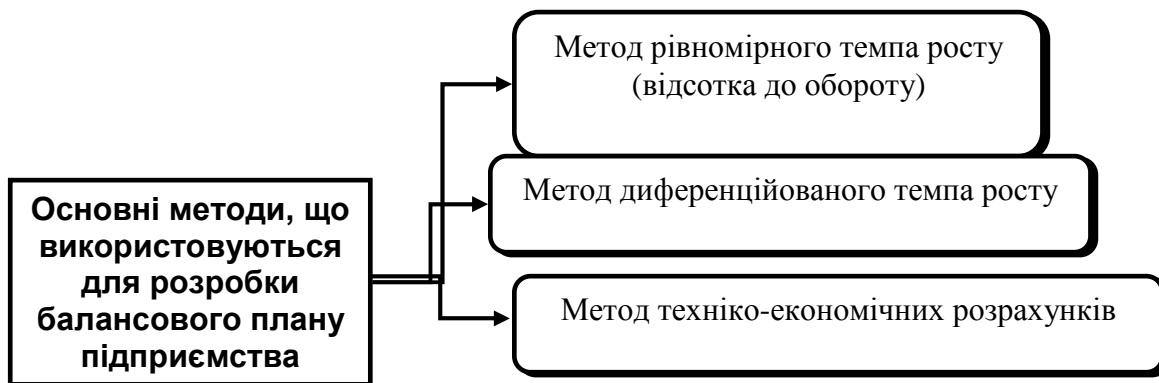 Метод рівномірного темпа росту
(відсотка до обороту)
Метод диференційованого темпа росту
Основні методи, що
використовуються
для розробки
балансового плану
підприємства
Метод техніко-економічних розрахунків